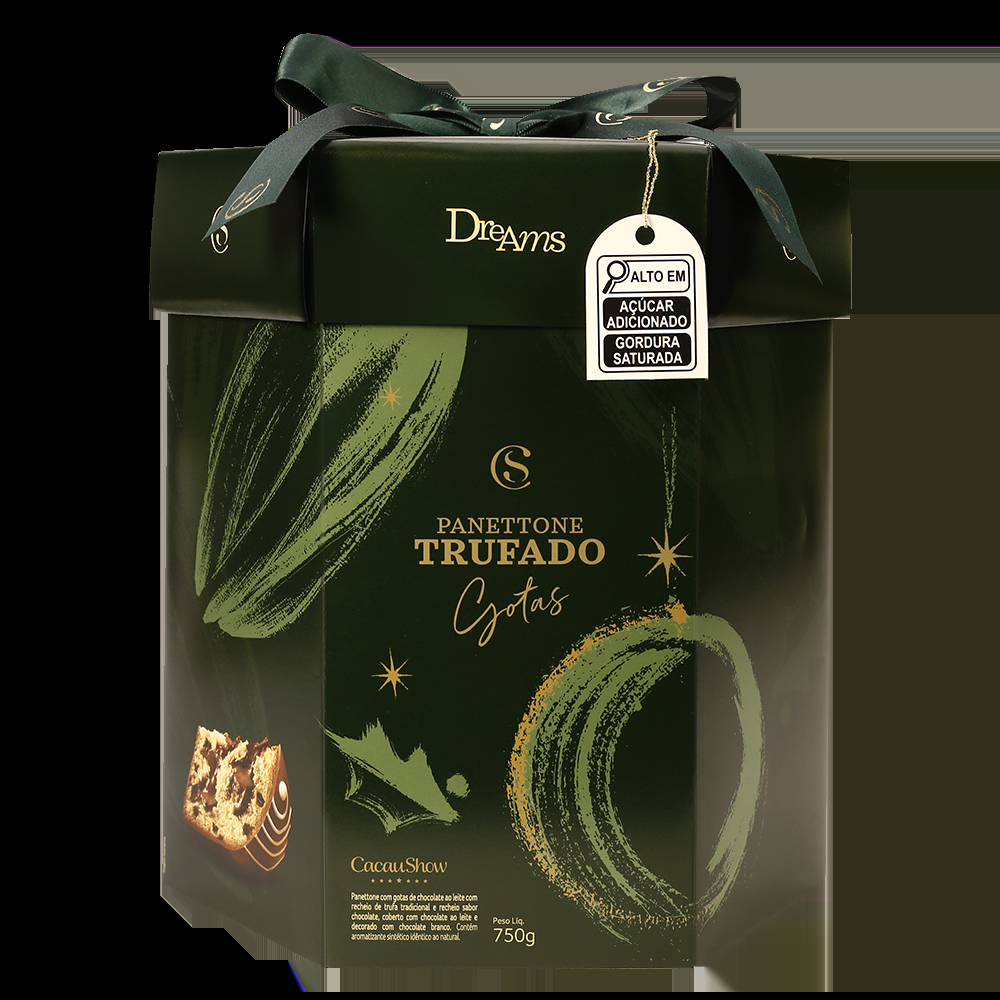 DreAms
ALTO EM
AÇÚCAR
ADICIONADO
GORDURA
SATURADA
CS
PANETTONE
TRUFADO
Gotas
CacauShow
Panettone com gotas de chocolate ao leite com
recheio de trufa tradicional e recheio sabor
chocolate, coberto com chocolate ao leite e
decorado com chocolate branco. Contém
aromatizante sintético idêntico ao natural.
Peso Líq.
750g